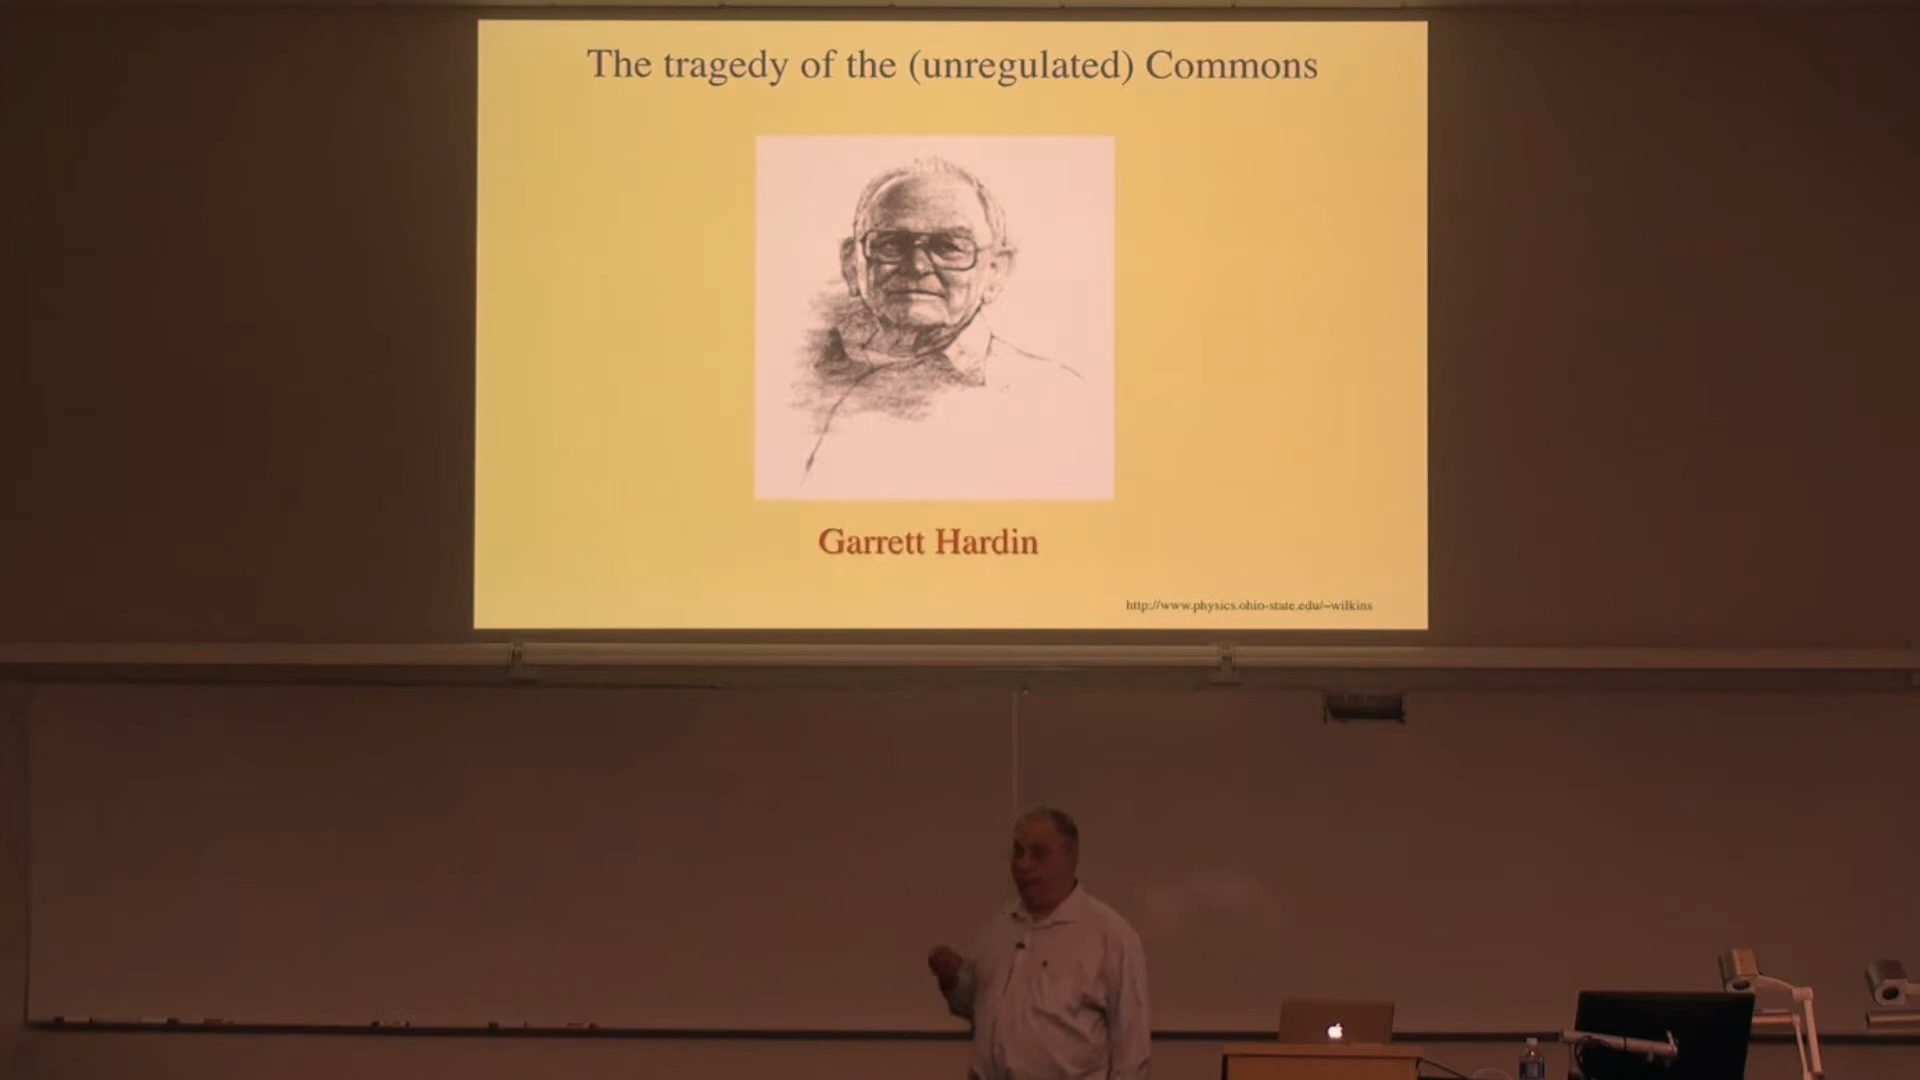 The tragedy of the (unregulated) Commons
Garrett Hardin
http://www.physics.ohio-state.edu/~wilkins